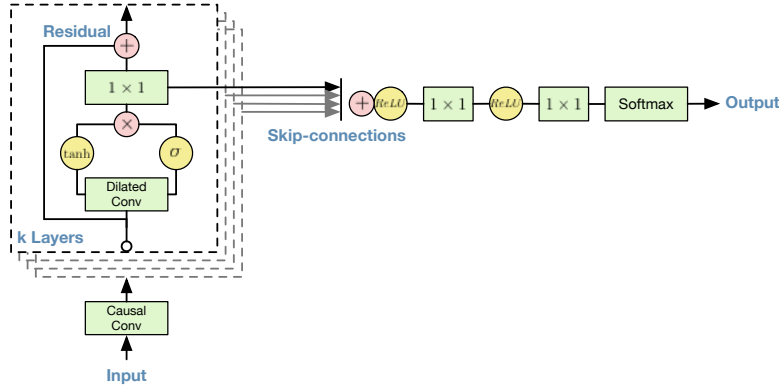 Residual
+
1 × 1
×
tanh
σ
Dilated
Conv
k Layers
Causal
Conv
Input
Skip-connections
+
ReLU
1 × 1
ReLU
1 × 1
Softmax
Output